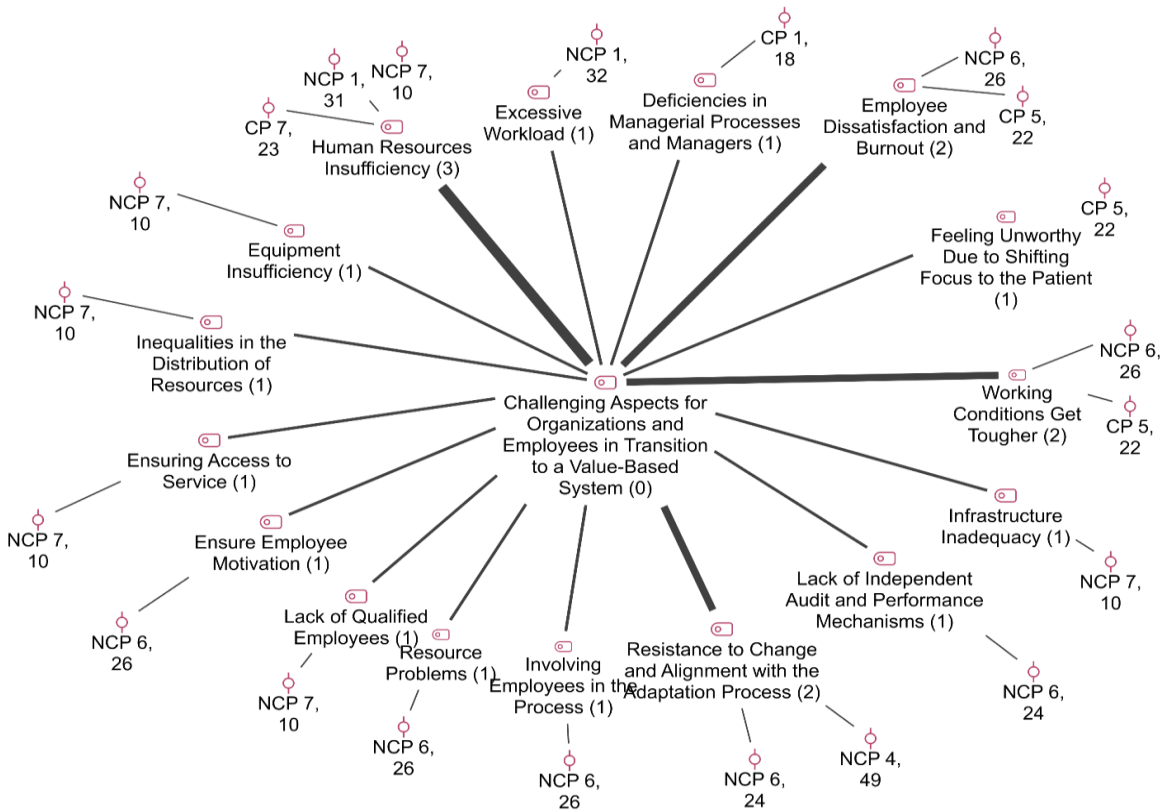 NCP 1,
31
NCP 7,
10
CP 7,
23
Human Resources
Insufficiency (3)
NCP 1,
32
Excessive
Workload (1)
CP 1,
18
Deficiencies in
Managerial Processes
and Managers (1)
NCP 6,
26
CP 5,
22
Employee
Dissatisfaction and
Burnout (2)
NCP 7,
10
Equipment
Insufficiency (1)
CP 5,
22
Feeling Unworthy
Due to Shifting
Focus to the Patient
(1)
NCP 7,
10
Inequalities in the
Distribution of
Resources (1)
NCP 6,
26
Working
Conditions Get
Tougher (2)
CP 5,
22
Challenging Aspects for
Organizations and
Employees in Transition
to a Value-Based
System (0)
Ensuring Access to
Service (1)
NCP 7,
10
Infrastructure
Inadequacy (1)
NCP 7,
10
Ensure Employee
Motivation (1)
NCP 6,
26
Lack of Independent
Audit and Performance
Mechanisms (1)
NCP 6,
24
Lack of Qualified
Employees (1)
NCP 7,
10
Resource
Problems (1)
NCP 6,
26
Involving
Employees in the
Process (1)
NCP 6,
26
Resistance to Change
and Alignment with the
Adaptation Process (2)
NCP 6,
24
NCP 4,
49